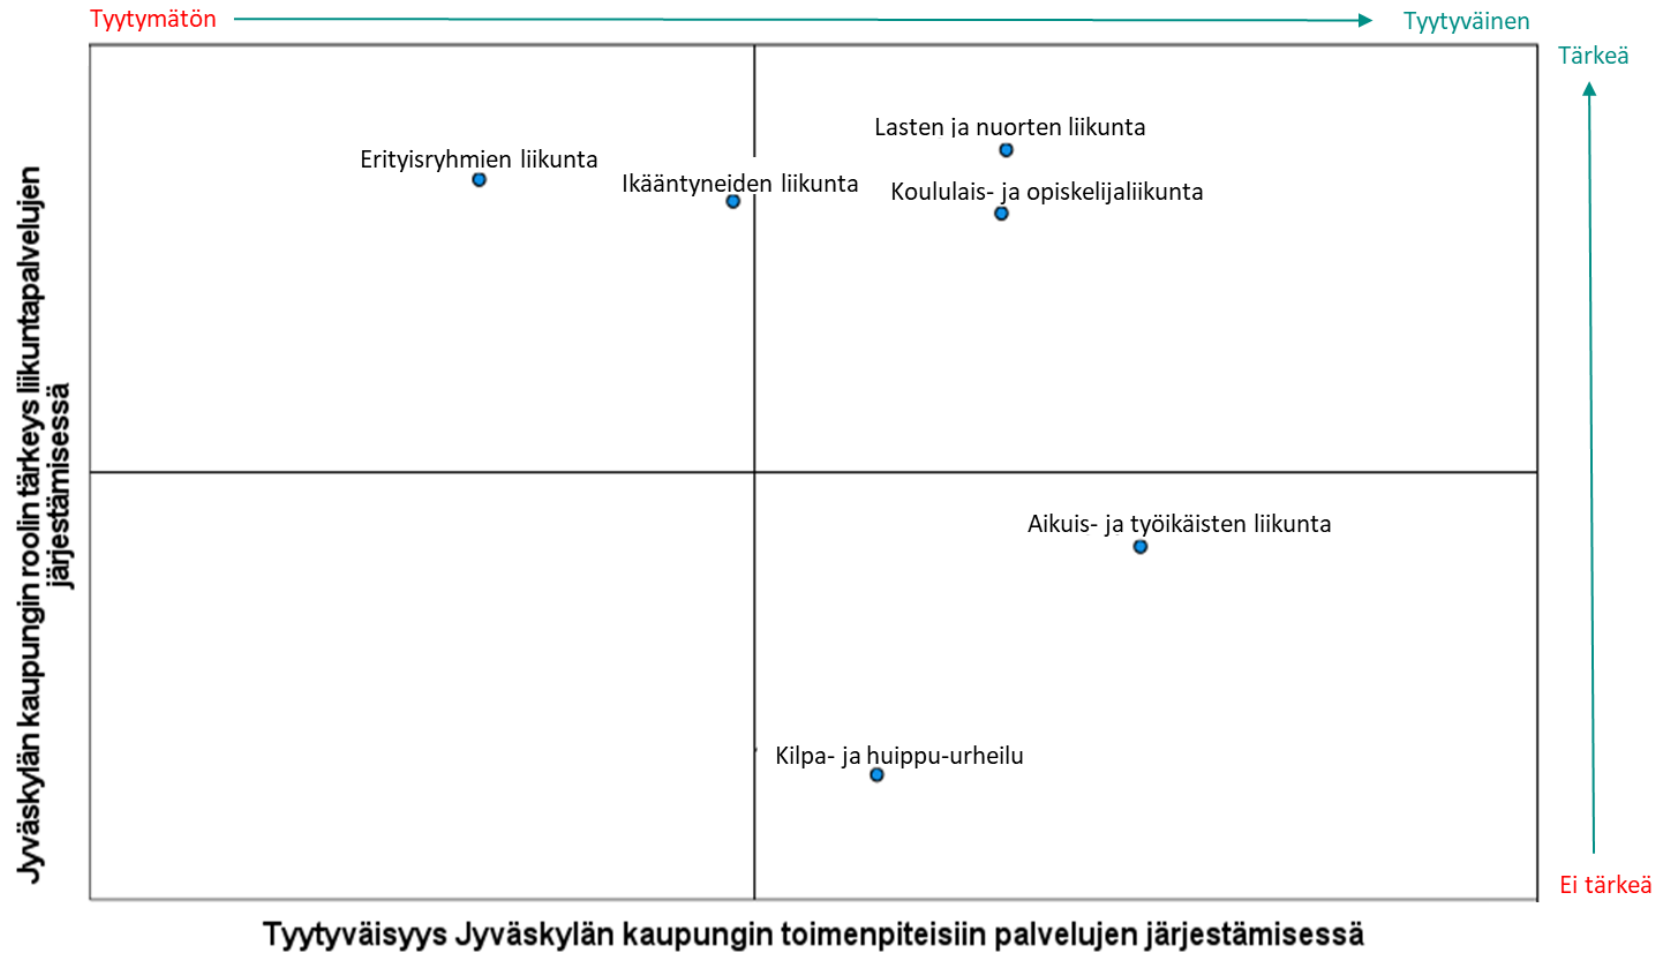 Tyytymätön
Tyytyväinen
Tärkeä
Lasten ja nuorten liikunta
Erityisryhmien liikunta
Ikääntyneiden liikunta
Koululais- ja opiskelijaliikunta
Jyväskylän kaupungin roolin tärkeys liikuntapalvelujen
järjestämisessä
Aikuis- ja työikäisten liikunta
Kilpa- ja huippu-urheilu
Ei tärkeä
Tyytyväisyys Jyväskylän kaupungin toimenpiteisiin palvelujen järjestämisessä